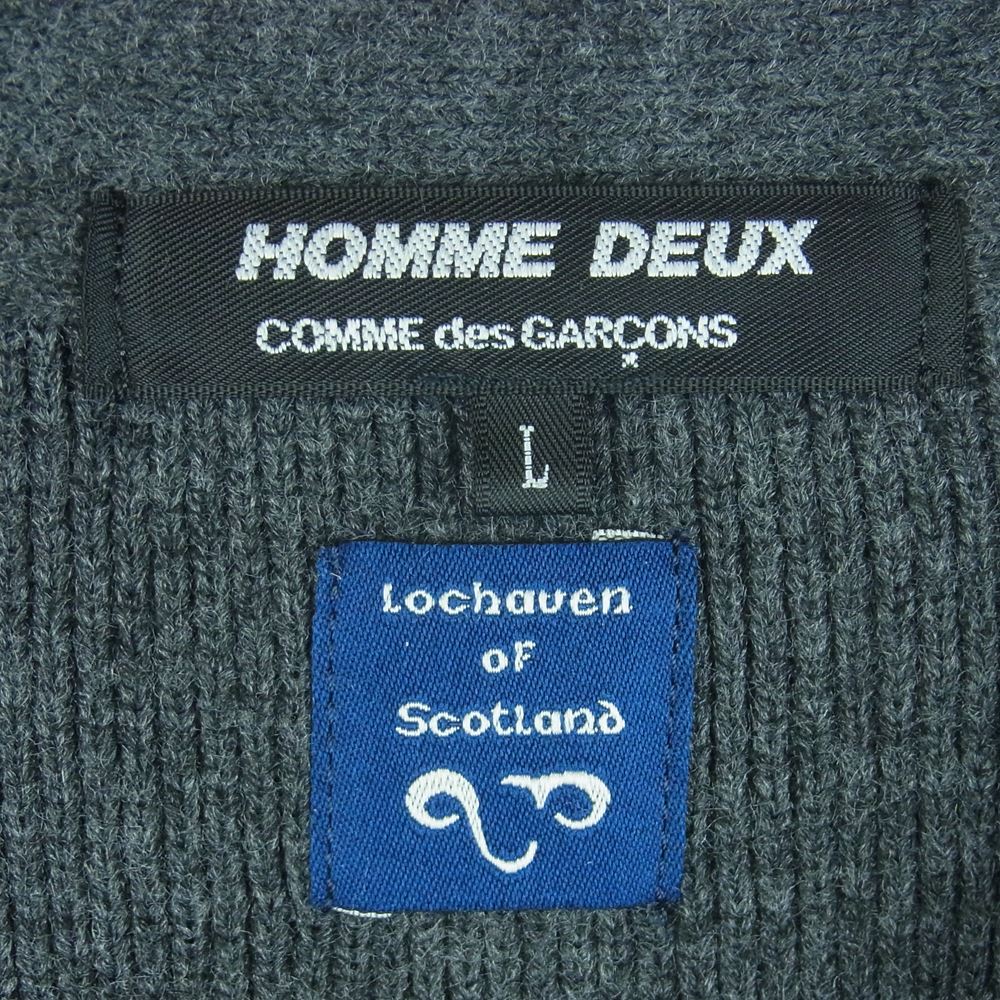 HOMME DEUX
COMME des GARÇONS
L
Lochaven
of
Scotland